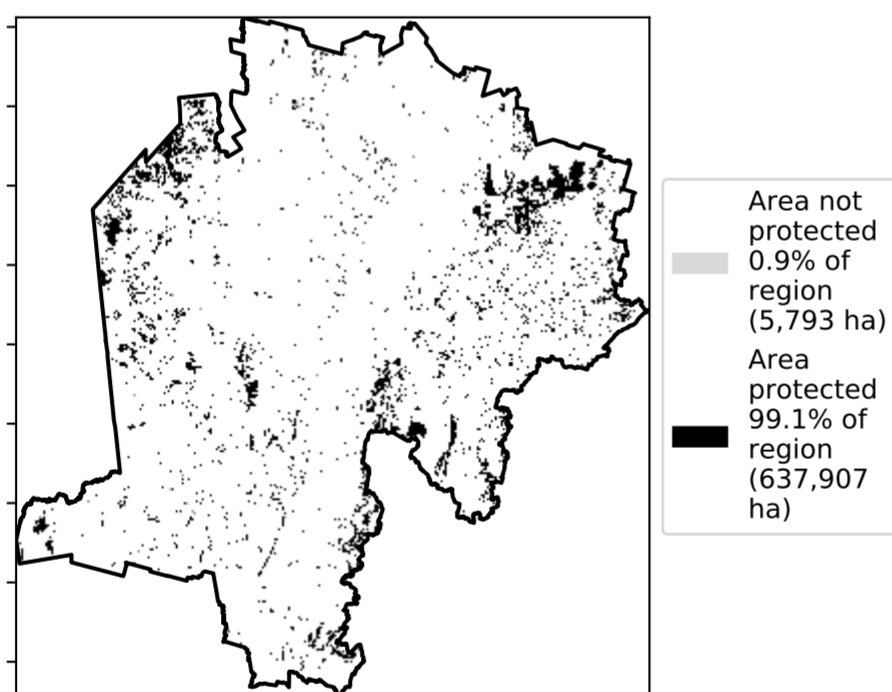 Area not
protected
0.9% of
region
(5,793 ha)
Area
protected
99.1% of
region
(637,907
ha)